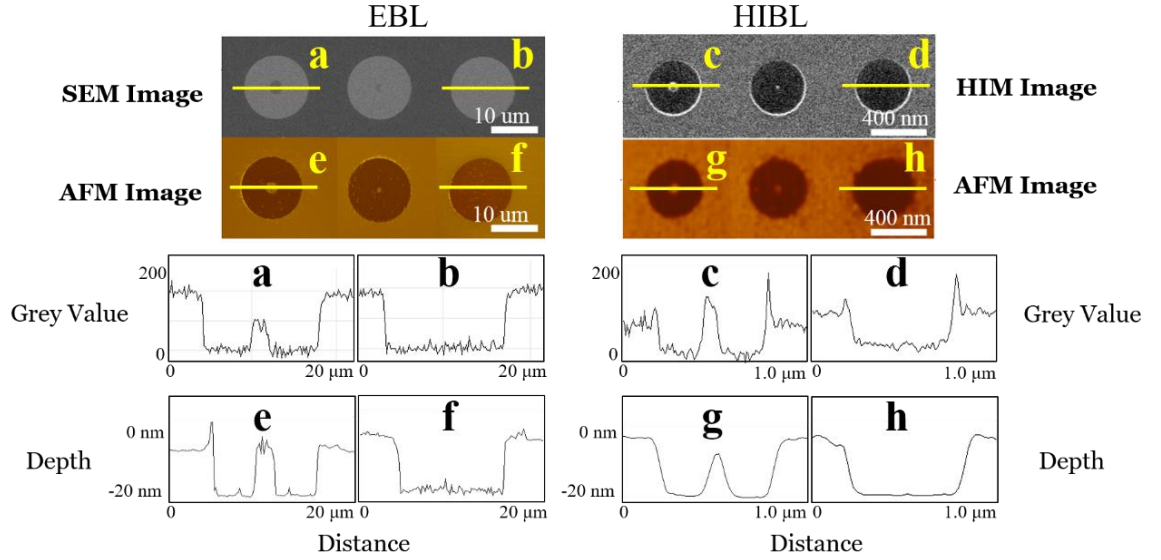 EBL
HIBL
SEM Image
a
b
10 um
c
d
400 nm
HIM Image
AFM Image
e
f
10 um
g
h
400 nm
AFM Image
Grey Value
200
0
a
b
0
20 μm
0
20 μm
200
0
c
d
0
1.0 μm
0
1.0 μm
Grey Value
Depth
0 nm
-20 nm
e
f
0
20 μm
0
20 μm
0 nm
-20 nm
g
h
0
1.0 μm
0
1.0 μm
Depth
Distance
Distance